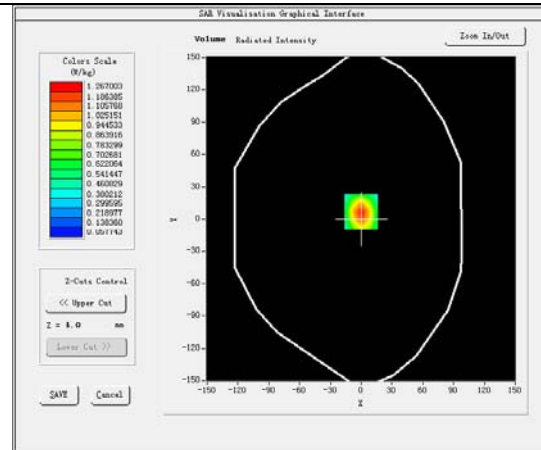 SAR Visualisation Graphical Interface
Volume Radiated Intensity
Zoom In/Out
Colors Scale
(W/kg)
1.267003
1.186385
1.105768
1.025151
0.944533
0.863916
0.783299
0.702681
0.622064
0.541447
0.460829
0.380212
0.299595
0.218977
0.138360
0.057743
Z-Cuts Control
<< Upper Cut
Z = 4.0 mm
Lower Cut >>
SAVE
Cancel
150
120
90
60
30
0
-30
-60
-90
-120
-150
Y
-150 -120 -90 -60 -30 0 30 60 90 120 150
X